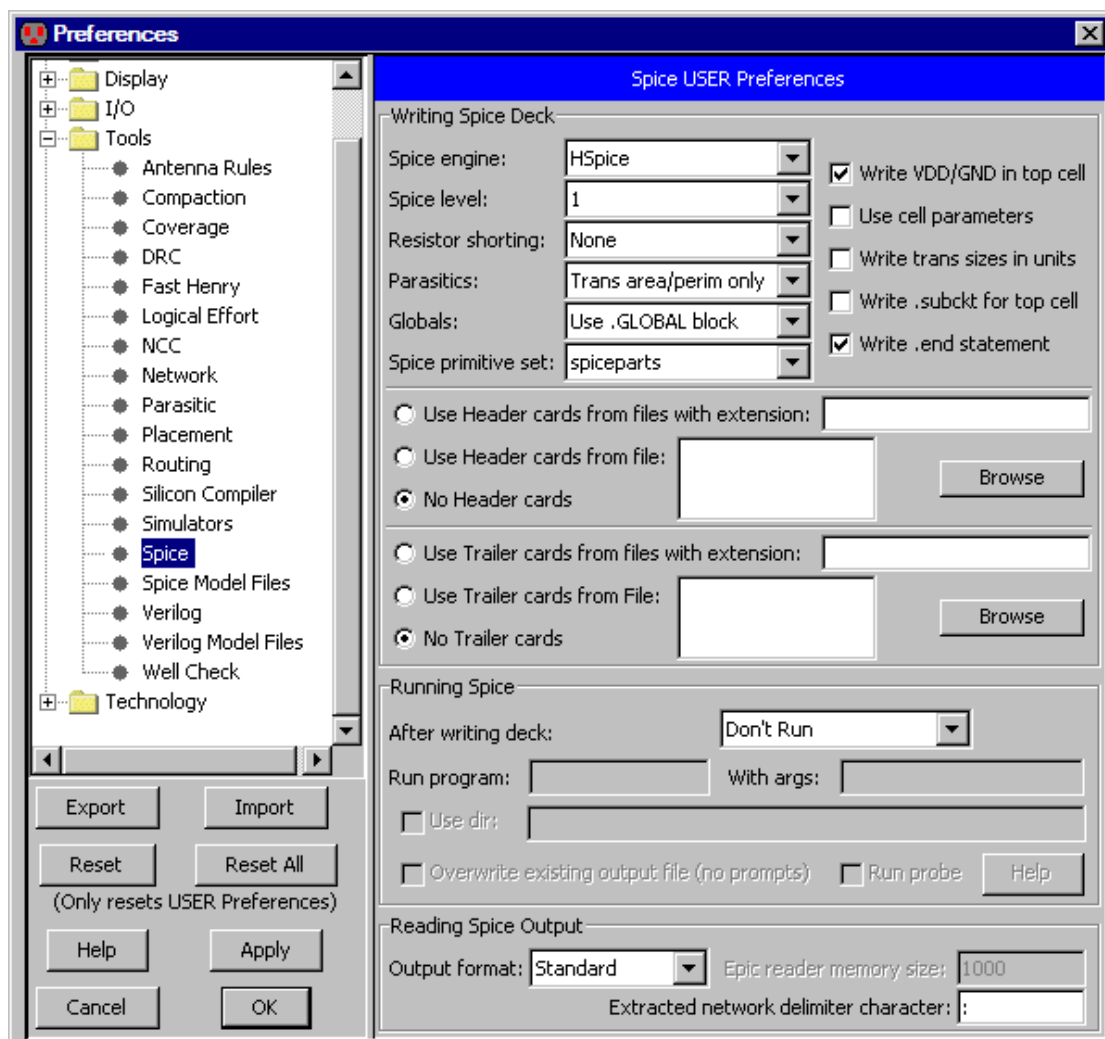 Preferences
Display
I/O
Tools
Antenna Rules
Compaction
Coverage
DRC
Fast Henry
Logical Effort
NCC
Network
Parasitic
Placement
Routing
Silicon Compiler
Simulators
Spice
Spice Model Files
Verilog
Verilog Model Files
Well Check
Technology
Export Import
Reset Reset All
(Only resets USER Preferences)
Help Apply
Cancel OK
Spice USER Preferences
Writing Spice Deck
Spice engine: HSpice
Spice level: 1
Resistor shorting: None
Parasitics: Trans area/perim only
Globals: Use .GLOBAL block
Spice primitive set: spiceparts
Write VDD/GND in top cell
Use cell parameters
Write trans sizes in units
Write .subckt for top cell
Write .end statement
Use Header cards from files with extension:
Use Header cards from file: Browse
No Header cards
Use Trailer cards from files with extension:
Use Trailer cards from File: Browse
No Trailer cards
Running Spice
After writing deck: Don't Run
Run program: With args:
Use dir:
Overwrite existing output file (no prompts) Run probe Help
Reading Spice Output
Output format: Standard Epic reader memory size: 1000
Extracted network delimiter character: :